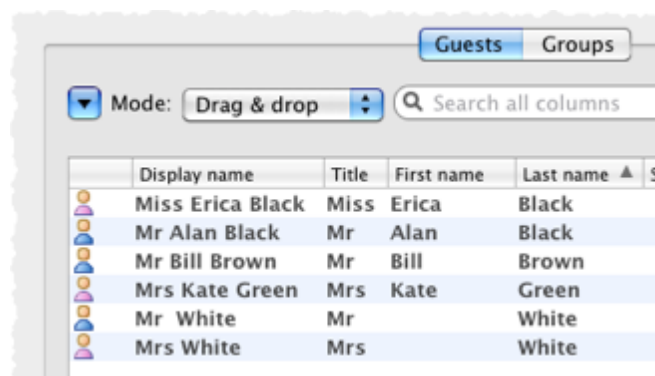 Guests Groups
Mode: Drag & drop Search all columns
Display name Title First name Last name
Miss Erica Black Miss Erica Black
Mr Alan Black Mr Alan Black
Mr Bill Brown Mr Bill Brown
Mrs Kate Green Mrs Kate Green
Mr White Mr White
Mrs White Mrs White